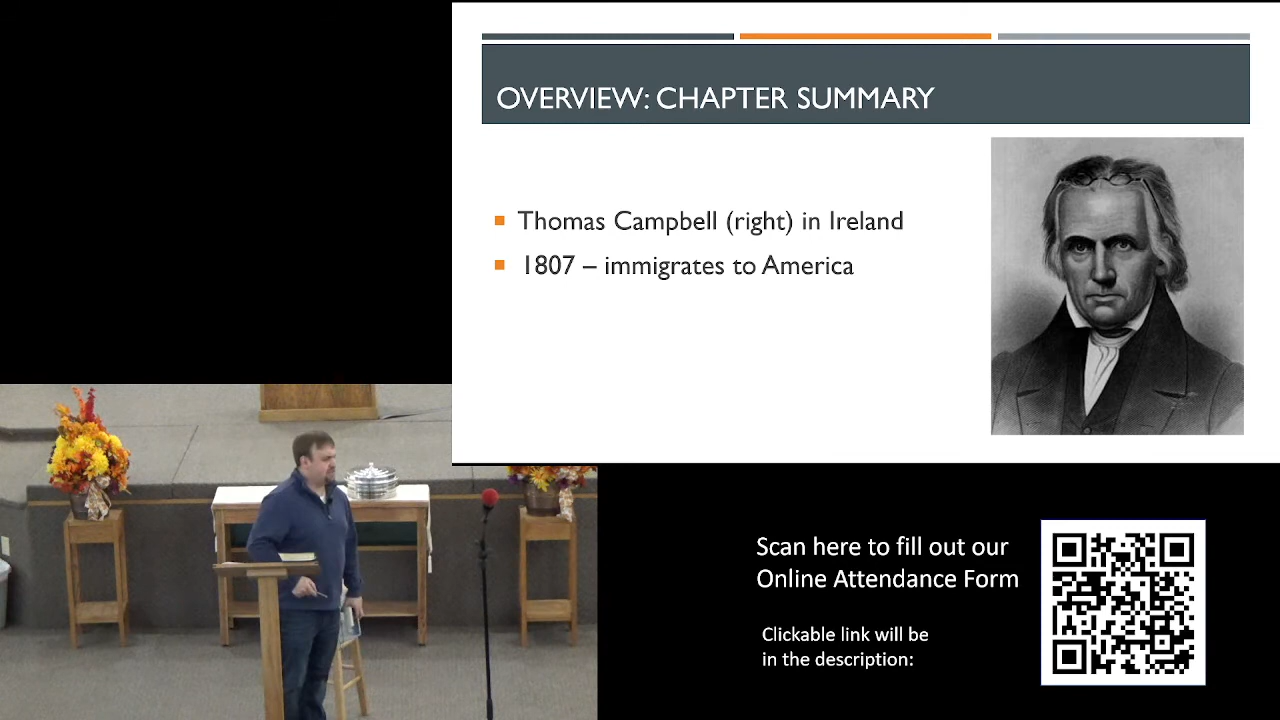 OVERVIEW: CHAPTER SUMMARY
Thomas Campbell (right) in Ireland
1807 – immigrates to America
Scan here to fill out our
Online Attendance Form
Clickable link will be
in the description: